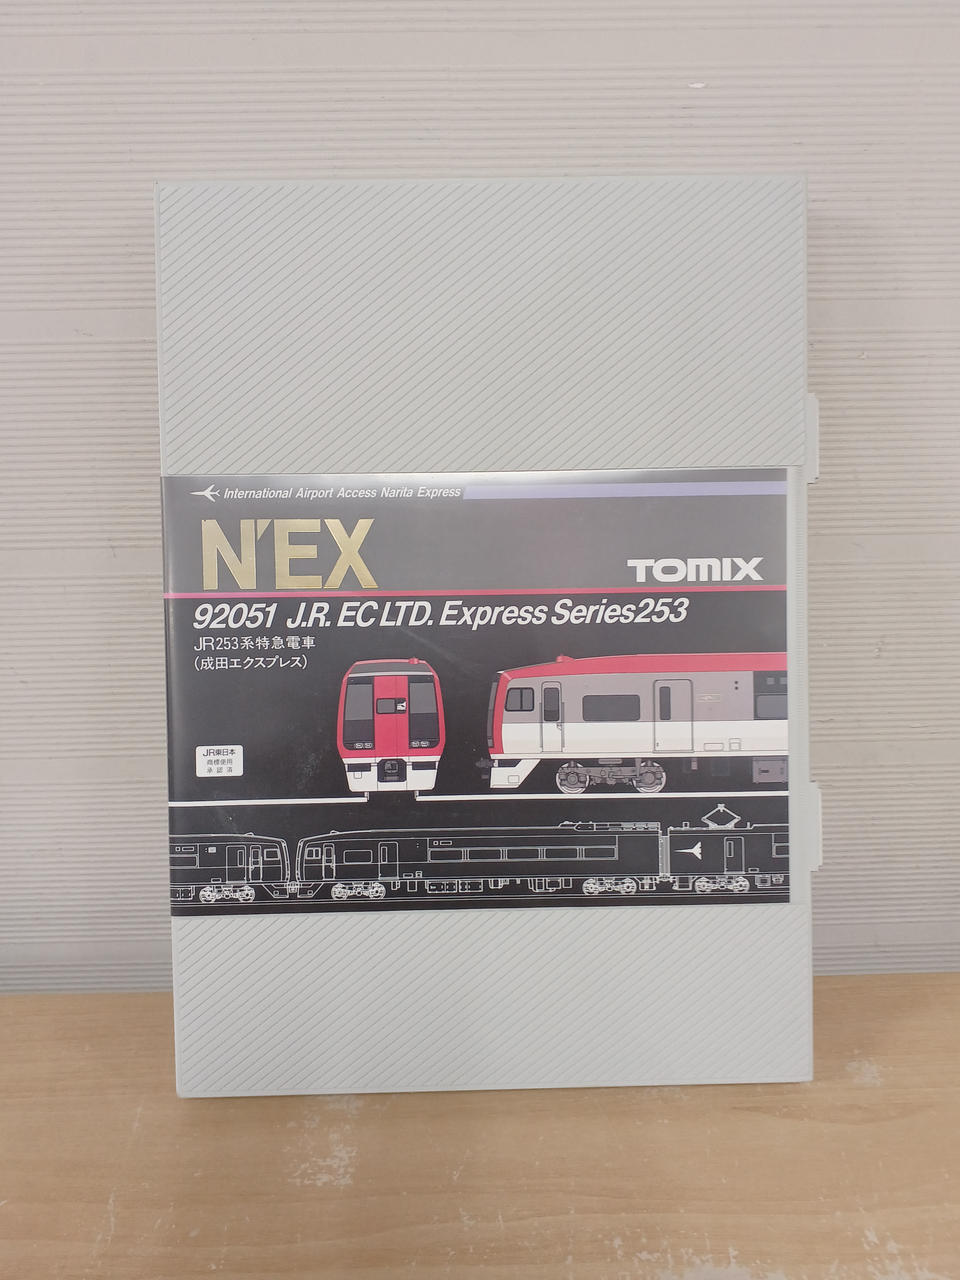 International Airport Access Narita Express
N'EX
TOMIX
92051 J.R. EC LTD. Express Series253
JR253系特急電車
(成田エクスプレス)
JR東日本
商標使用
承認済